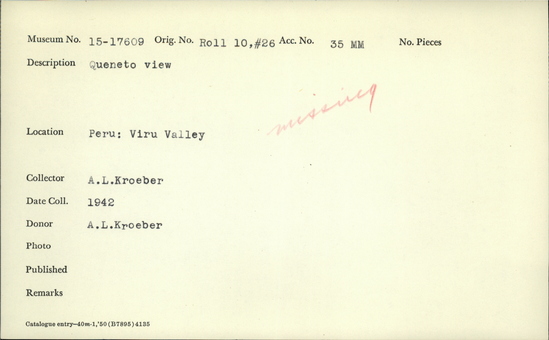 Museum No. 15-17609 Orig. No. Roll 10,#26 Acc. No. 35 MM No. Pieces
Description Queneto view
missing
Location Peru: Viru Valley
Collector A.L.Kroeber
Date Coll. 1942
Donor A.L.Kroeber
Photo
Published
Remarks
Catalogue entry—40m-1,'50 (B7895) 4135